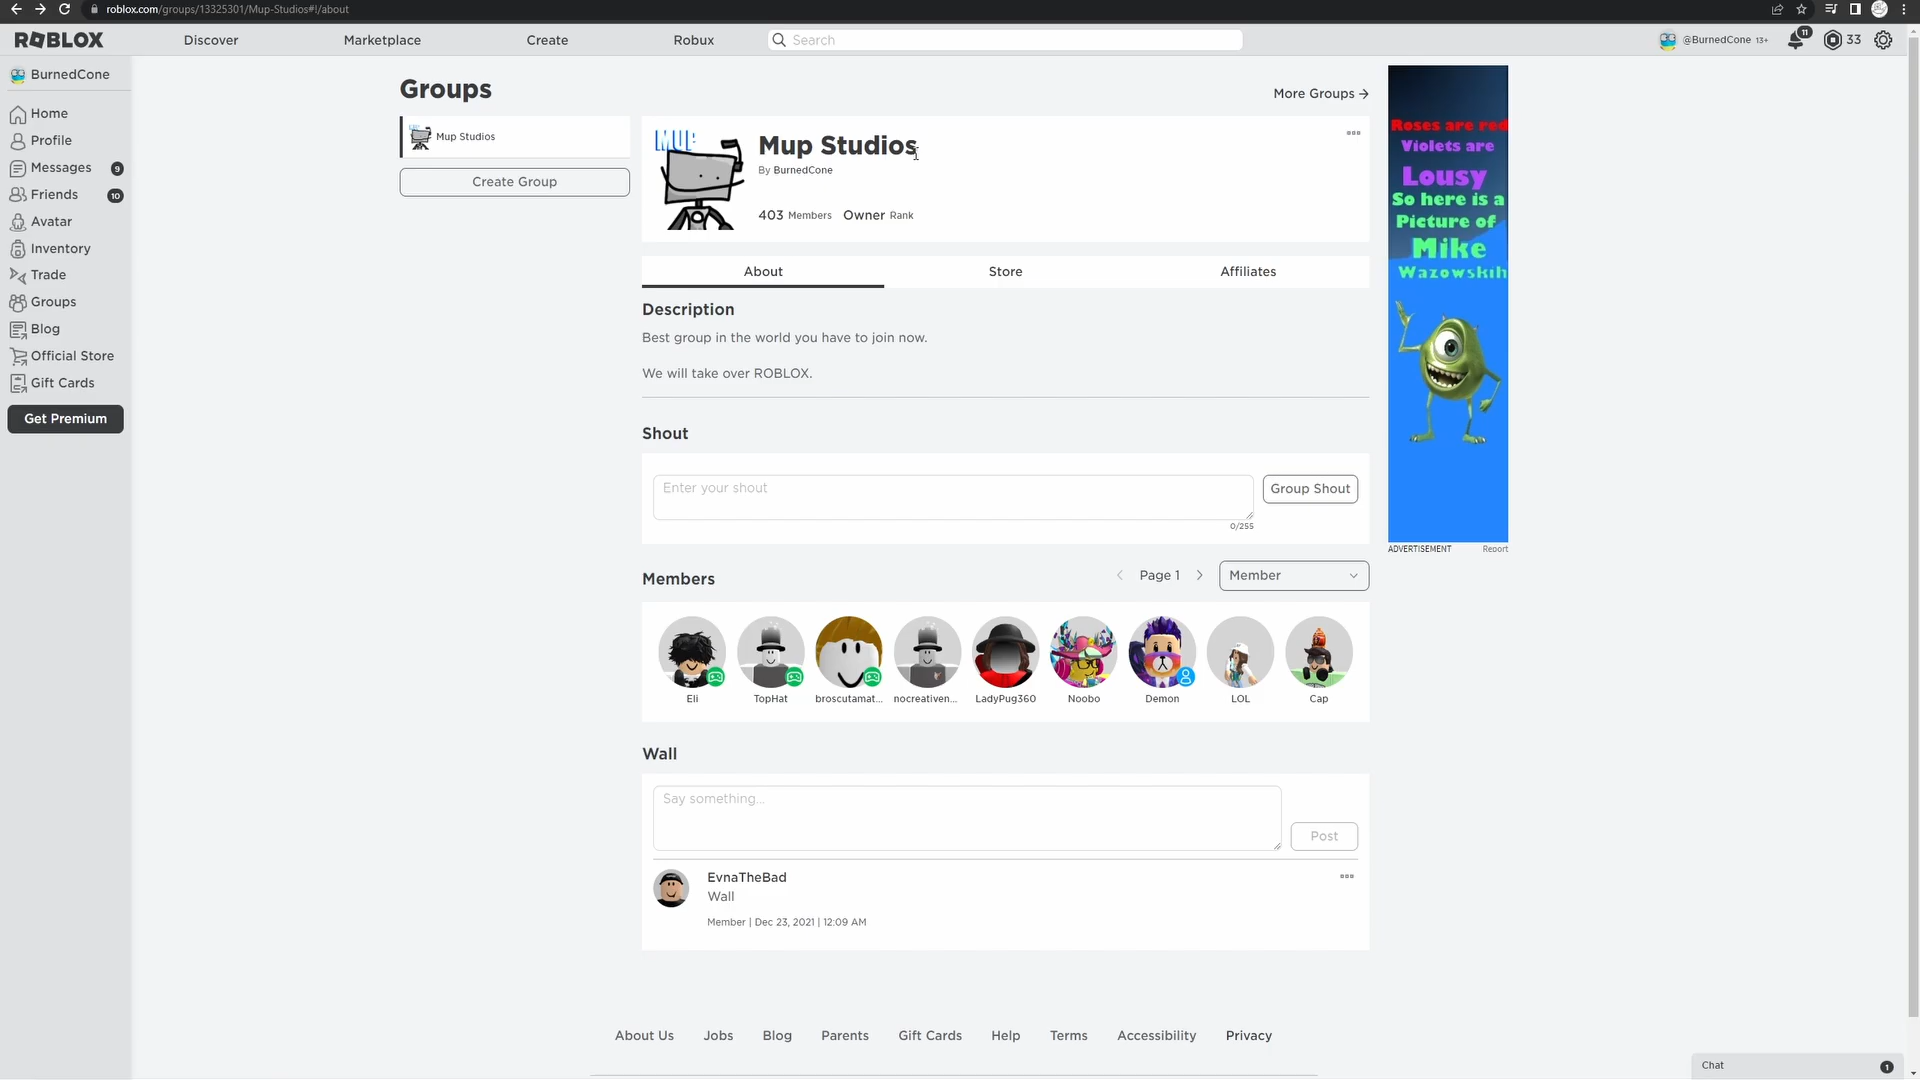 roblox.com/groups/13325301/Mup-Studios#!/about
ROBLOX
Discover
Marketplace
Create
Robux
Search
@BurnedCone 13+
11
33
BurnedCone
Home
Profile
Messages 9
Friends 10
Avatar
Inventory
Trade
Groups
Blog
Official Store
Gift Cards
Get Premium
Groups
More Groups →
Mup Studios
Create Group
MUP
Mup Studios
By BurnedCone
403 Members Owner Rank
About
Store
Affiliates
Description
Best group in the world you have to join now.
We will take over ROBLOX.
Shout
Enter your shout
Group Shout
0/255
Members
Page 1
Member
Eli
TopHat
broscutamat...
nocreativen...
LadyPug360
Noobo
Demon
LOL
Cap
Wall
Say something...
Post
EvnaTheBad
Wall
Member | Dec 23, 2021 | 12:09 AM
Roses are red
Violets are
Lousy
So here is a
Picture of
Mike
Wazowskih
ADVERTISEMENT
Report
About Us
Jobs
Blog
Parents
Gift Cards
Help
Terms
Accessibility
Privacy
Chat
1